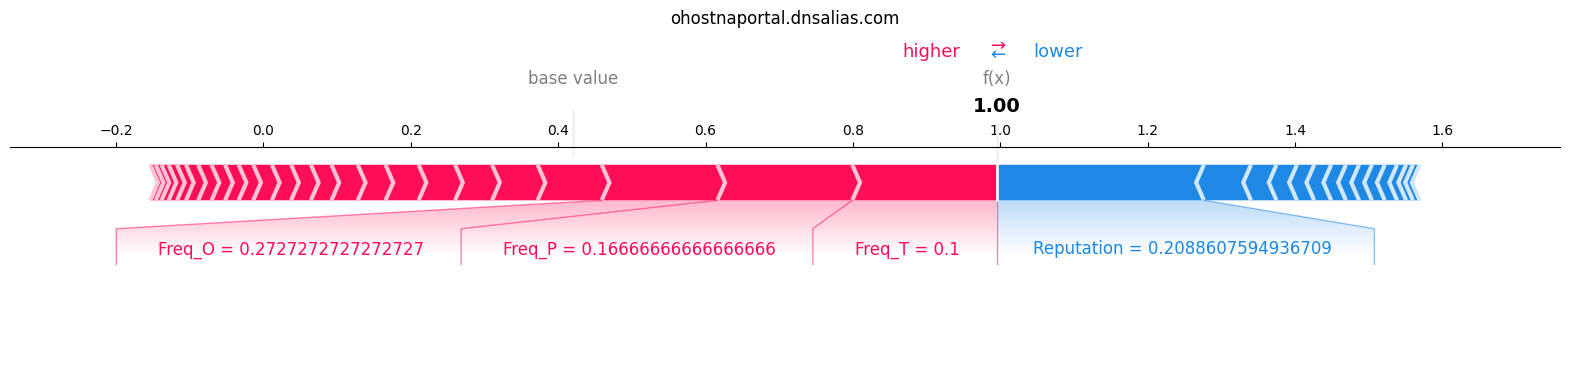 ohostnaportal.dnsalias.com
higher ⇄ lower
base value f(x)
1.00
−0.2 0.0 0.2 0.4 0.6 0.8 1.0 1.2 1.4 1.6
Freq_O = 0.2727272727272727 Freq_P = 0.16666666666666666 Freq_T = 0.1 Reputation = 0.2088607594936709